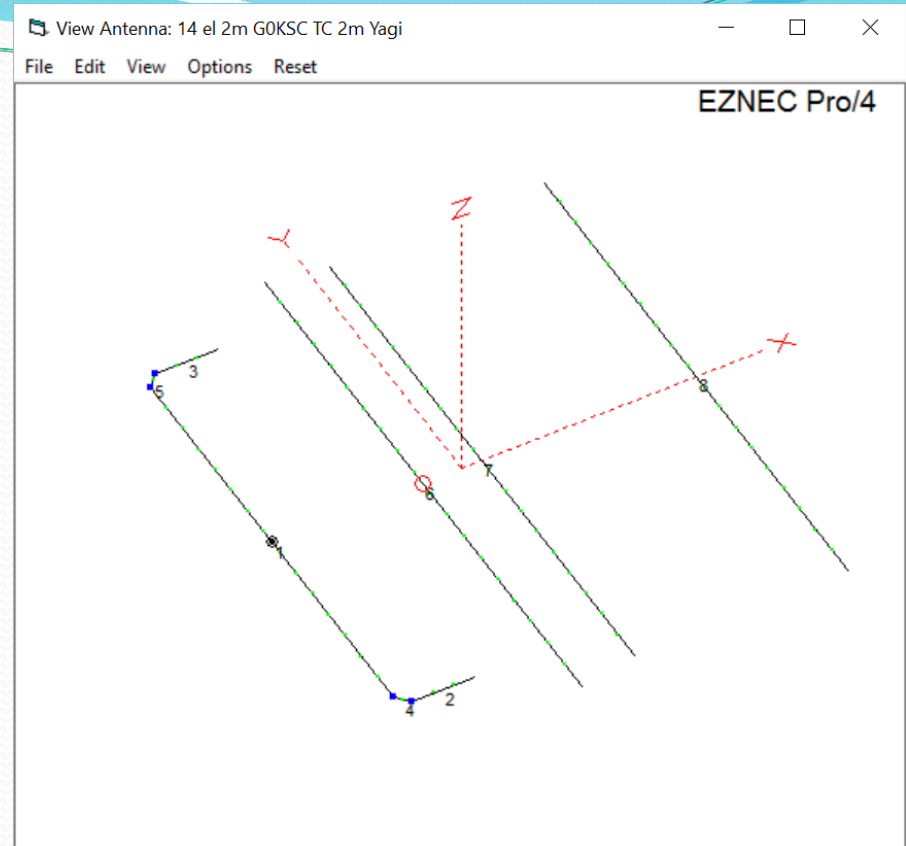 View Antenna: 14 el 2m G0KSC TC 2m Yagi
File Edit View Options Reset
EZNEC Pro/4
Z
Y
X
3
5
8
7
6
1
2
4